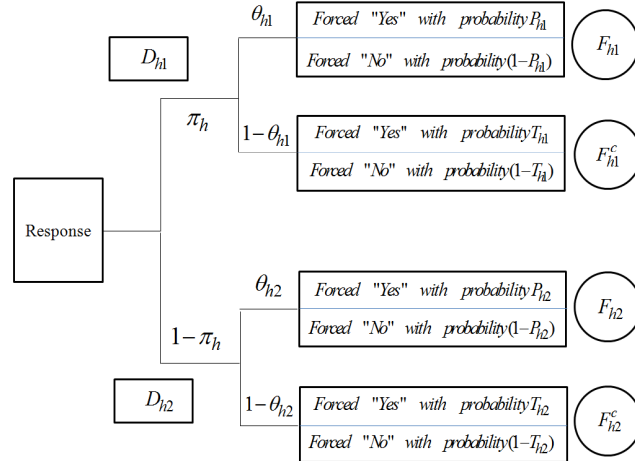 θh1
Forced "Yes" with probability Ph1
Forced "No" with probability(1−Ph1)
Fh1
Dh1
πh
1−θh1
Forced "Yes" with probability Th1
Forced "No" with probability(1−Th1)
F^c_h1
Response
θh2
Forced "Yes" with probability Ph2
Forced "No" with probability(1−Ph2)
Fh2
1−πh
Dh2
1−θh2
Forced "Yes" with probability Th2
Forced "No" with probability(1−Th2)
F^c_h2